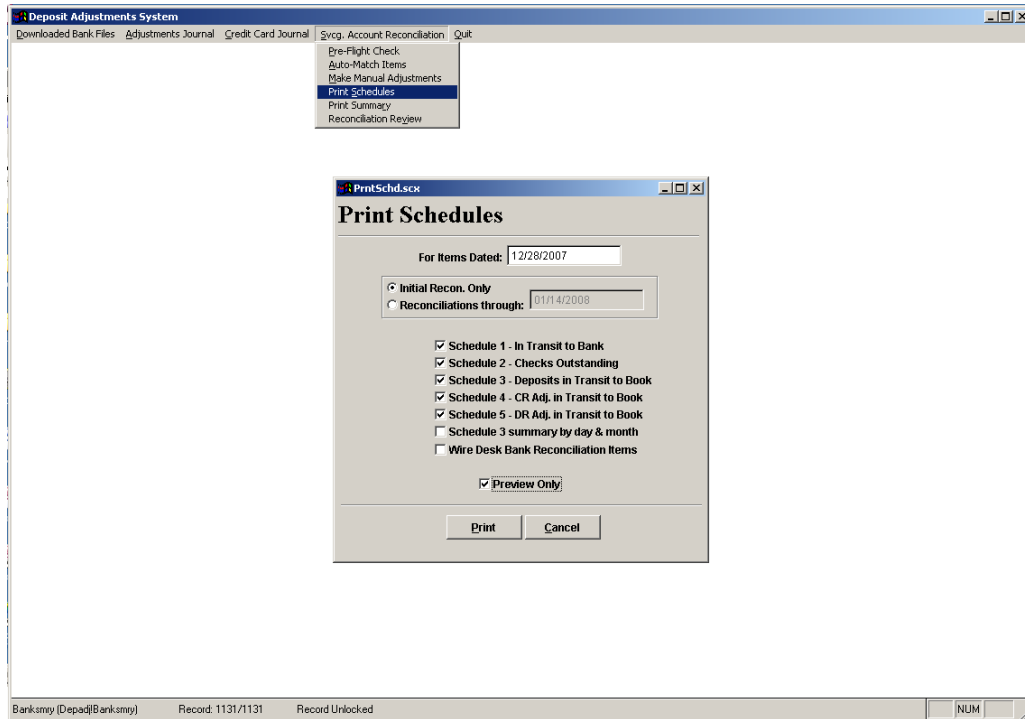 Deposit Adjustments System
Downloaded Bank Files Adjustments Journal Credit Card Journal Svcg. Account Reconciliation Quit
Pre-Flight Check
Auto-Match Items
Make Manual Adjustments
Print Schedules
Print Summary
Reconciliation Review
PrntSchd.scx
Print Schedules
For Items Dated: 12/28/2007
Initial Recon. Only
Reconciliations through: 01/14/2008
Schedule 1 - In Transit to Bank
Schedule 2 - Checks Outstanding
Schedule 3 - Deposits in Transit to Book
Schedule 4 - CR Adj. in Transit to Book
Schedule 5 - DR Adj. in Transit to Book
Schedule 3 summary by day & month
Wire Desk Bank Reconciliation Items
Preview Only
Print Cancel
Banksmry (Depadj!Banksmry) Record: 1131/1131 Record Unlocked NUM